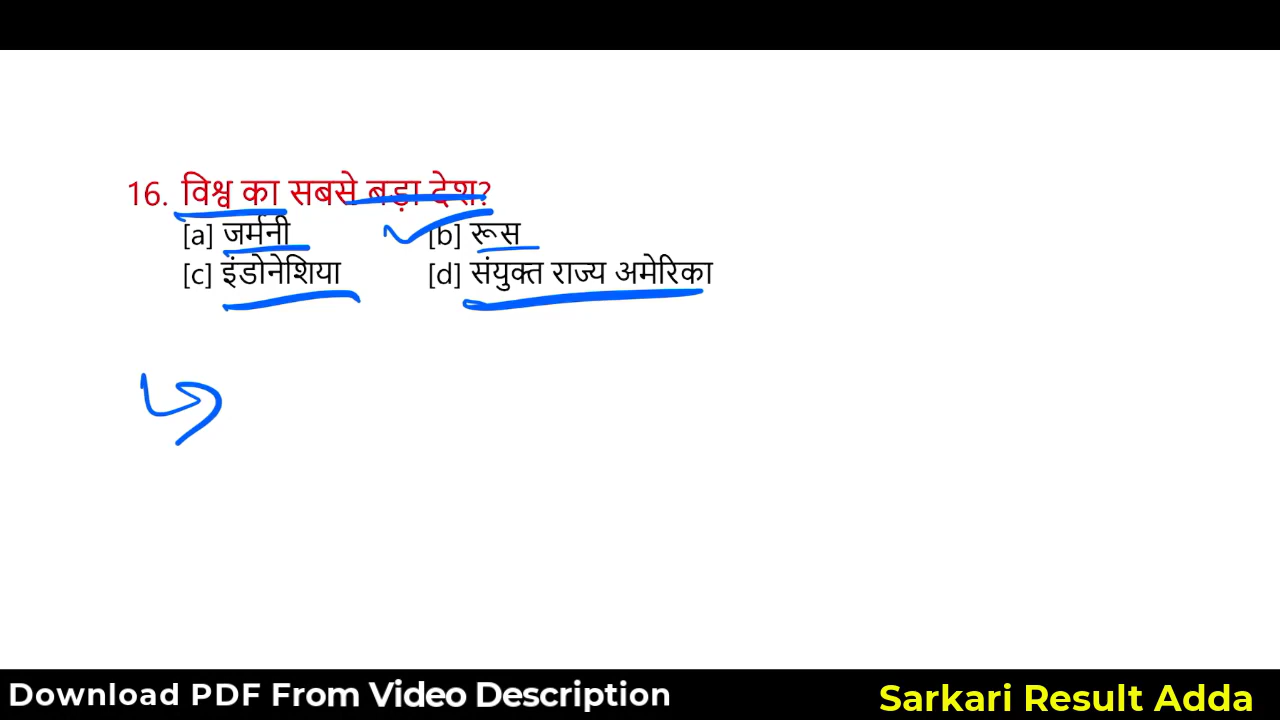 16. विश्व का सबसे बड़ा देश?
[a] जर्मनी [b] रूस
[c] इंडोनेशिया [d] संयुक्त राज्य अमेरिका
Download PDF From Video Description
Sarkari Result Adda